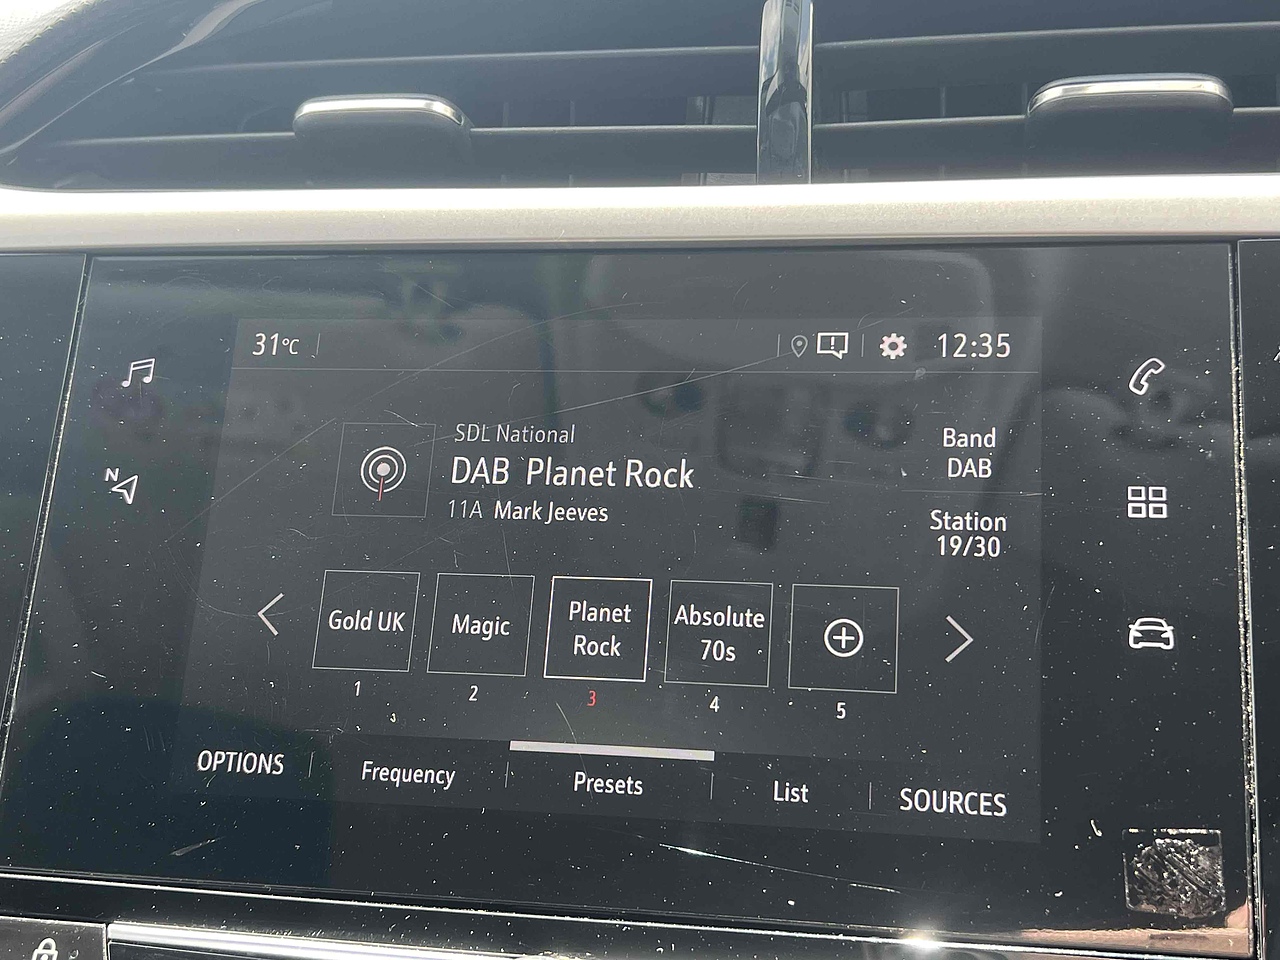 31°C
12:35
N
SDL National
DAB Planet Rock
11A Mark Jeeves
Band
DAB
Station
19/30
Gold UK
Magic
Planet
Rock
Absolute
70s
1
2
3
4
5
OPTIONS
Frequency
Presets
List
SOURCES